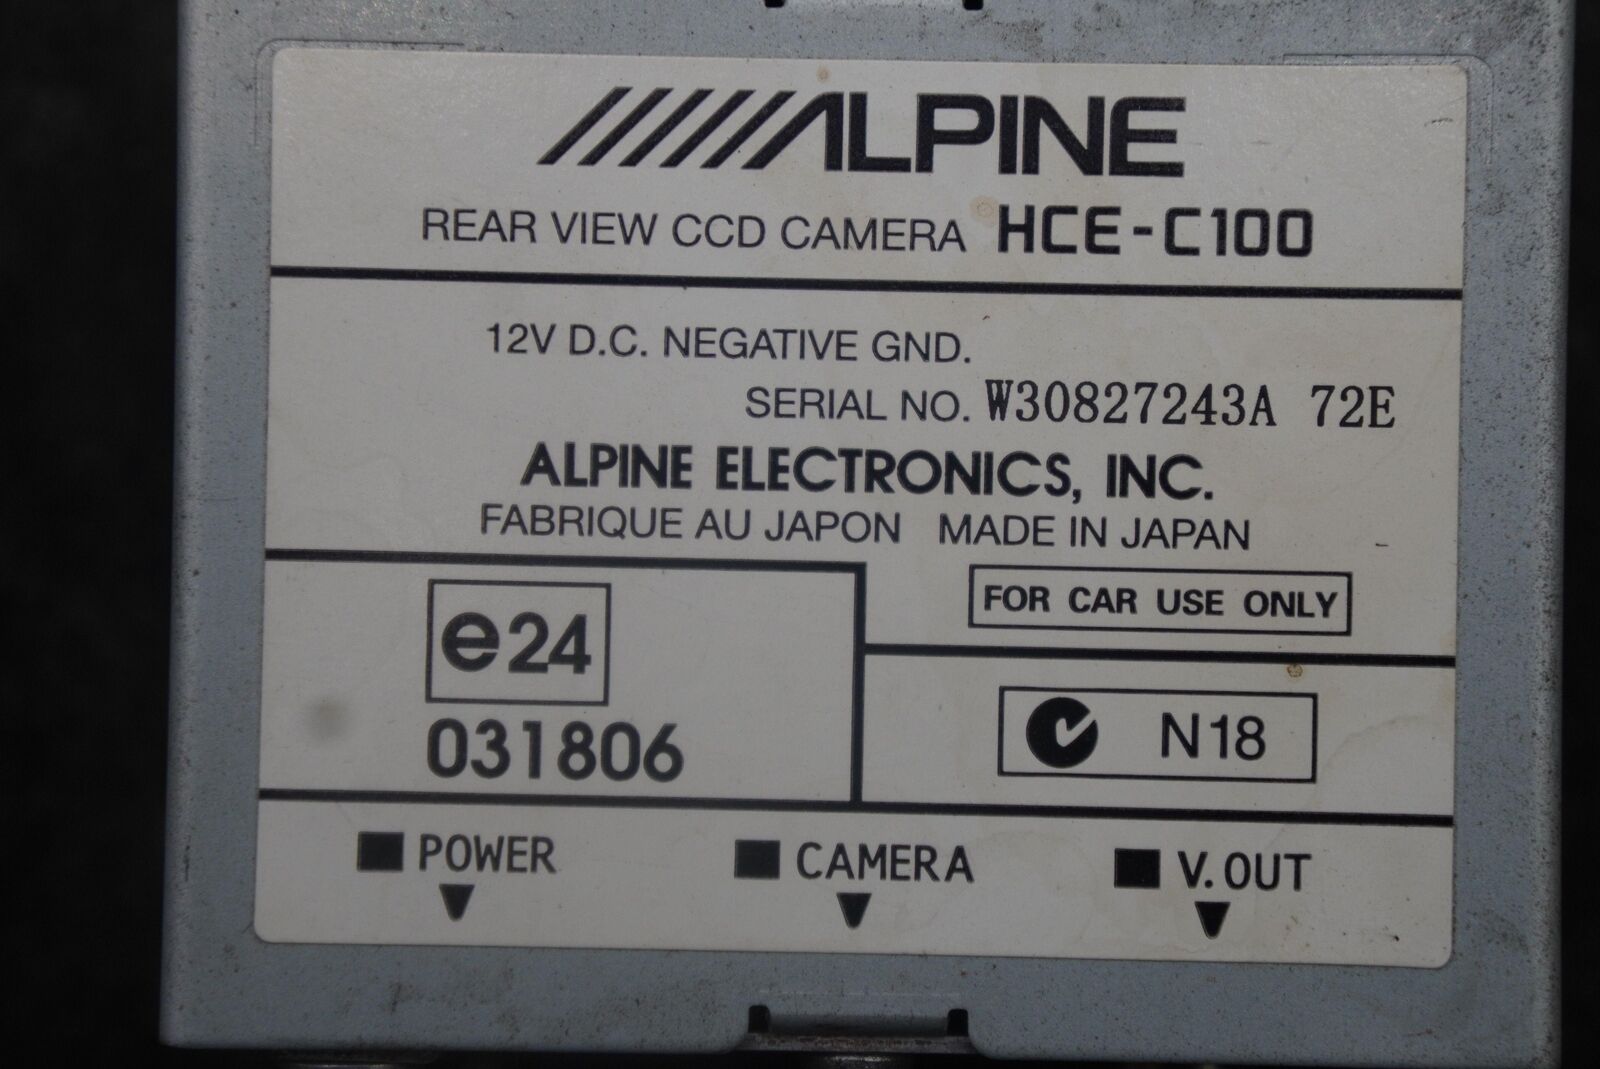 ALPINE
REAR VIEW CCD CAMERA HCE-C100
12V D.C. NEGATIVE GND.
SERIAL NO. W30827243A 72E
ALPINE ELECTRONICS, INC.
FABRIQUE AU JAPON MADE IN JAPAN
FOR CAR USE ONLY
e24
031806
N18
POWER CAMERA V.OUT